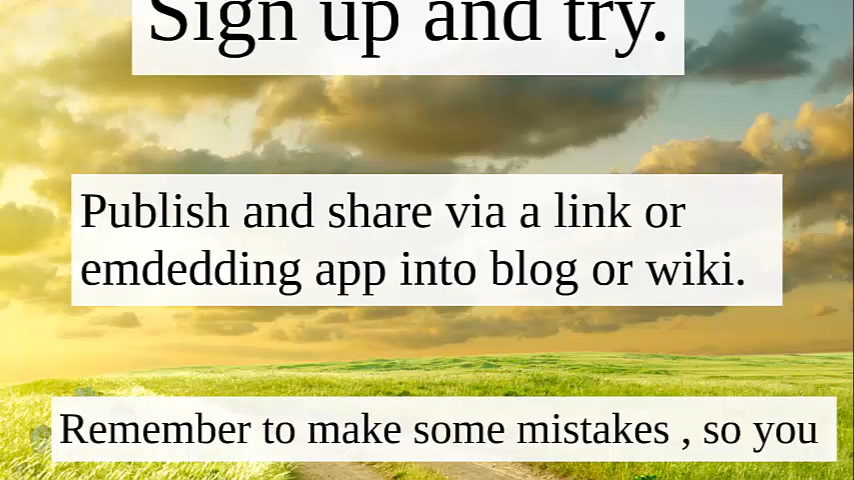 Sign up and try.
Publish and share via a link or
emdedding app into blog or wiki.
Remember to make some mistakes , so you